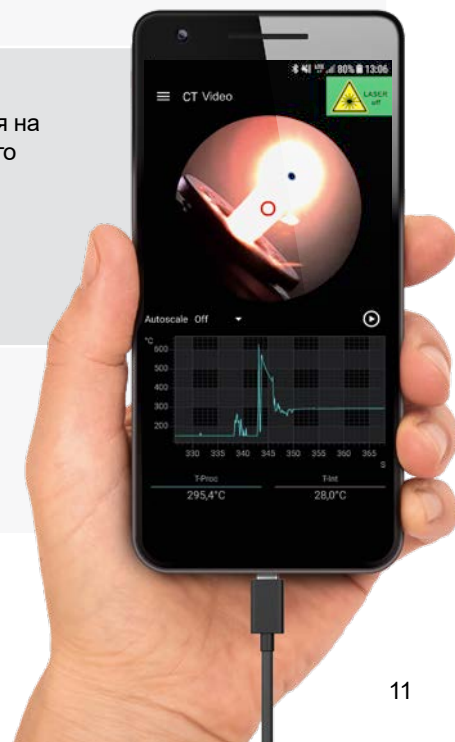 80% 13:06
CT Video
LASER
off
я на
го
Autoscale Off
°C
600
500
400
300
200
330 335 340 345 350 355 360 365
S
T-Proc T-Int
295,4°C 28,0°C
11